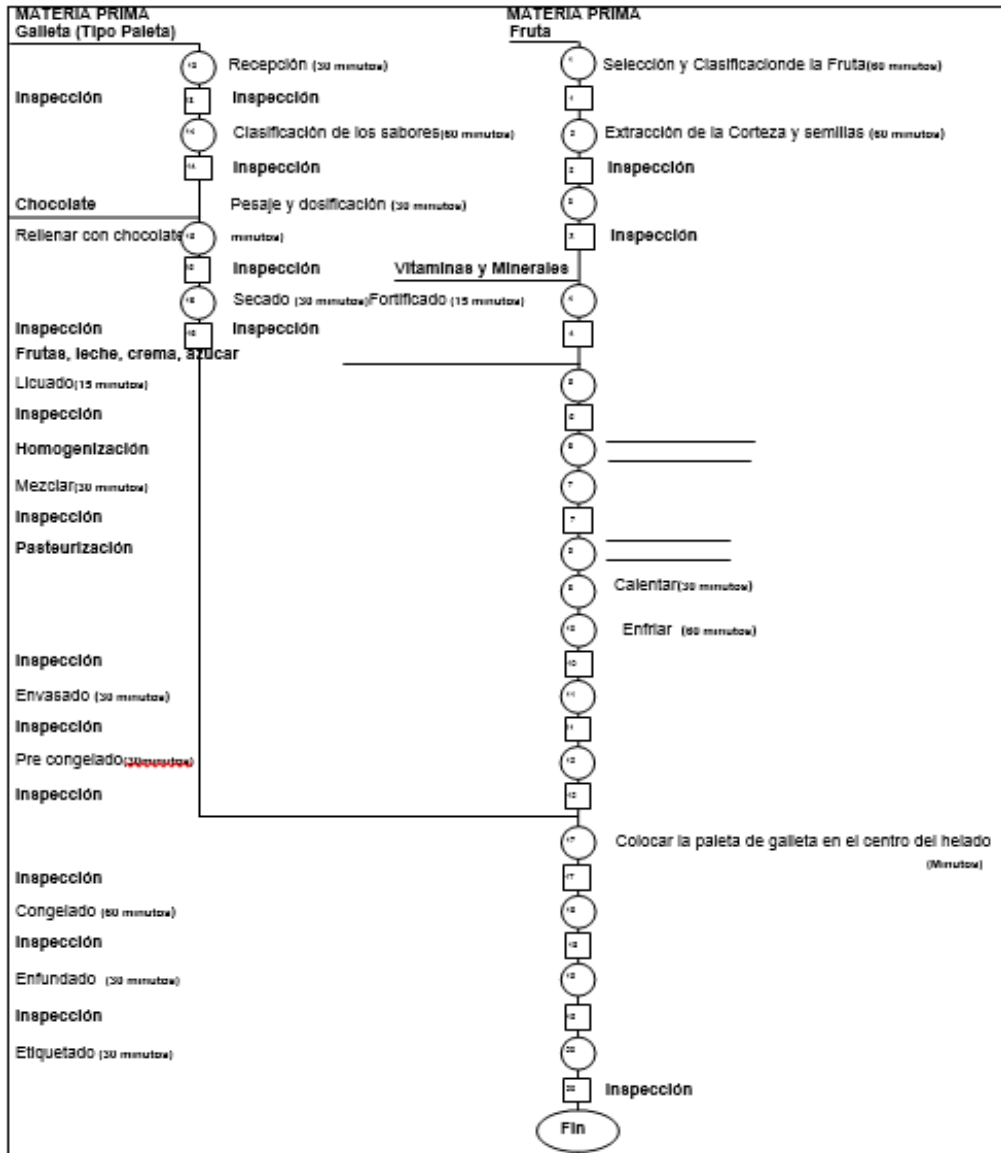 MATERIA PRIMA
Galleta (Tipo Paleta)
MATERIA PRIMA
Fruta
Recepción (30 minutos)
Selección y Clasificacionde la Fruta(60 minutos)
Inspección
Inspección
Clasificación de los sabores(60 minutos)
Extracción de la Corteza y semillas (60 minutos)
Inspección
Inspección
Chocolate
Pesaje y dosificación (30 minutos)
Rellenar con chocolate
minutos)
Inspección
Inspección
Vitaminas y Minerales
Secado (30 minutos)Fortificado (15 minutos)
Inspección
Inspección
Frutas, leche, crema, azúcar
Licuado(15 minutos)
Inspección
Homogenización
Mezclar(30 minutos)
Inspección
Pasteurización
Calentar(30 minutos)
Enfriar (60 minutos)
Inspección
Envasado (30 minutos)
Inspección
Pre congelado(30minutos)
Inspección
Colocar la paleta de galleta en el centro del helado
(Minutos)
Inspección
Congelado (60 minutos)
Inspección
Enfundado (30 minutos)
Inspección
Etiquetado (30 minutos)
Inspección
Fin